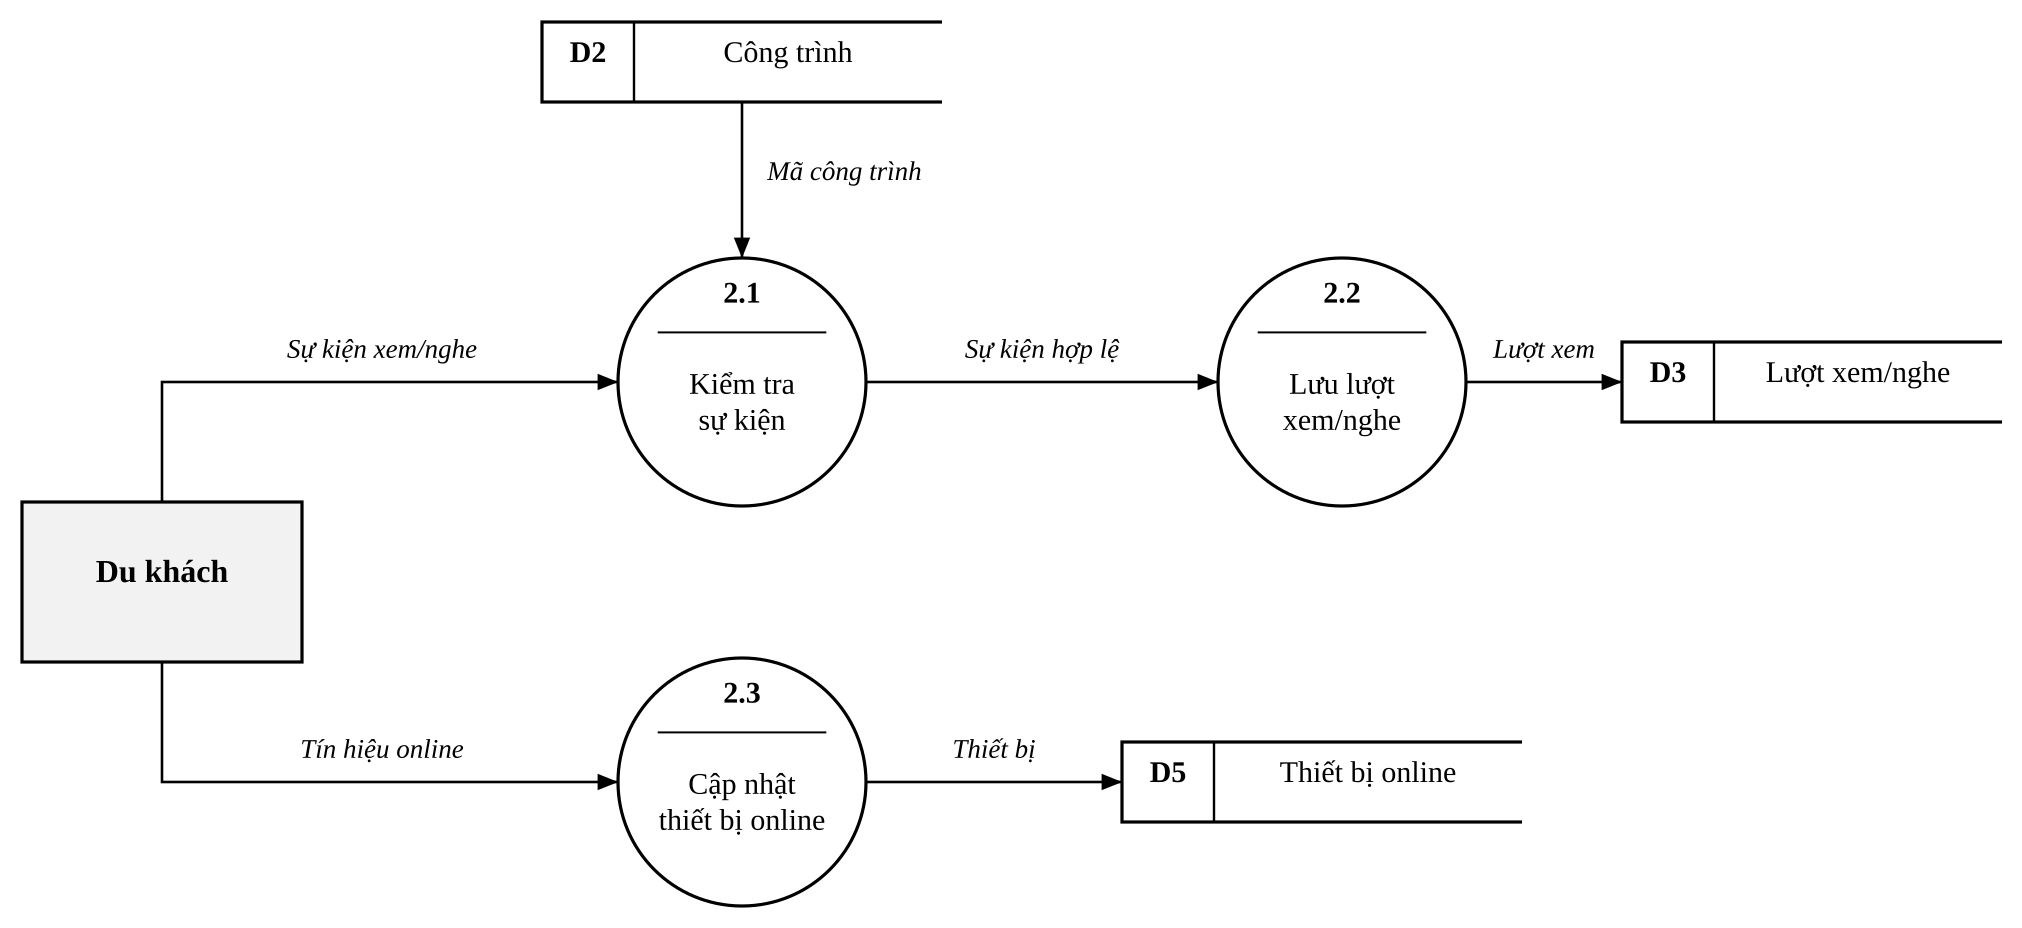 D2
Công trình
Mã công trình
2.1
Kiểm tra
sự kiện
2.2
Lưu lượt
xem/nghe
Sự kiện xem/nghe
Sự kiện hợp lệ
Lượt xem
D3
Lượt xem/nghe
Du khách
2.3
Cập nhật
thiết bị online
Tín hiệu online
Thiết bị
D5
Thiết bị online